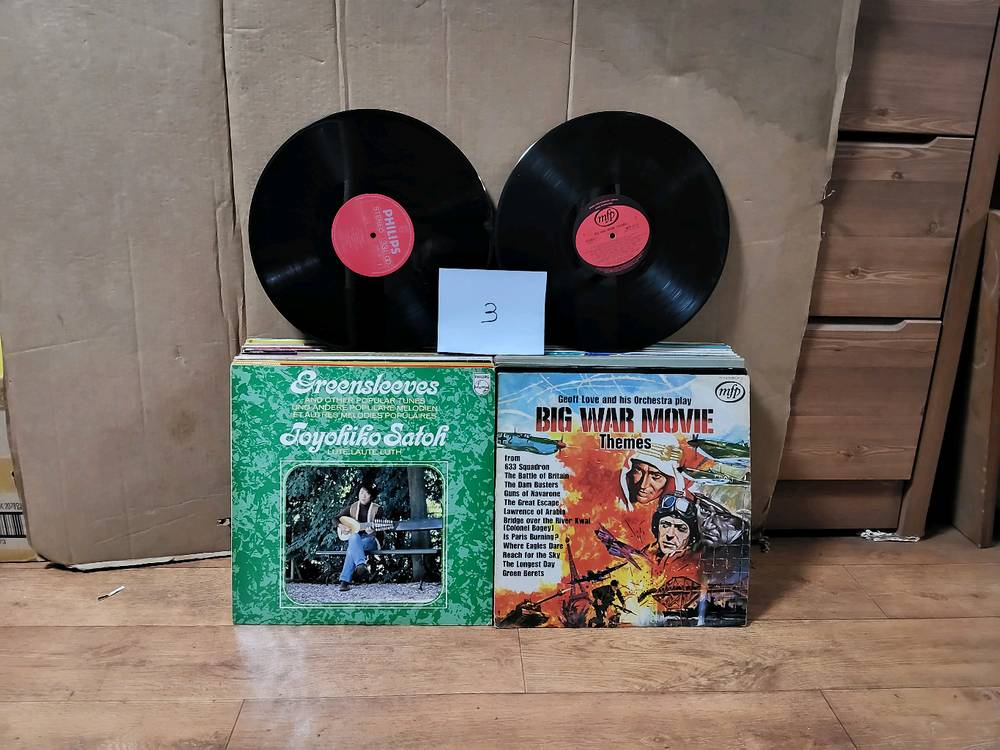 PHILIPS
STEREO
mfp
3
Greensleeves
AND OTHER POPULAR TUNES
UND ANDERE POPULÄRE MELODIEN
ET AUTRES MELODIES POPULAIRES
Toyohiko Satoh
LUTE, LAUTE, LUTH
PHILIPS
mfp
Geoff Love and his Orchestra play
BIG WAR MOVIE
Themes
from
633 Squadron
The Battle of Britain
The Dam Busters
Guns of Navarone
The Great Escape
Lawrence of Arabia
Bridge over the River Kwai
(Colonel Bogey)
Is Paris Burning?
Where Eagles Dare
Reach for the Sky
The Longest Day
Green Berets